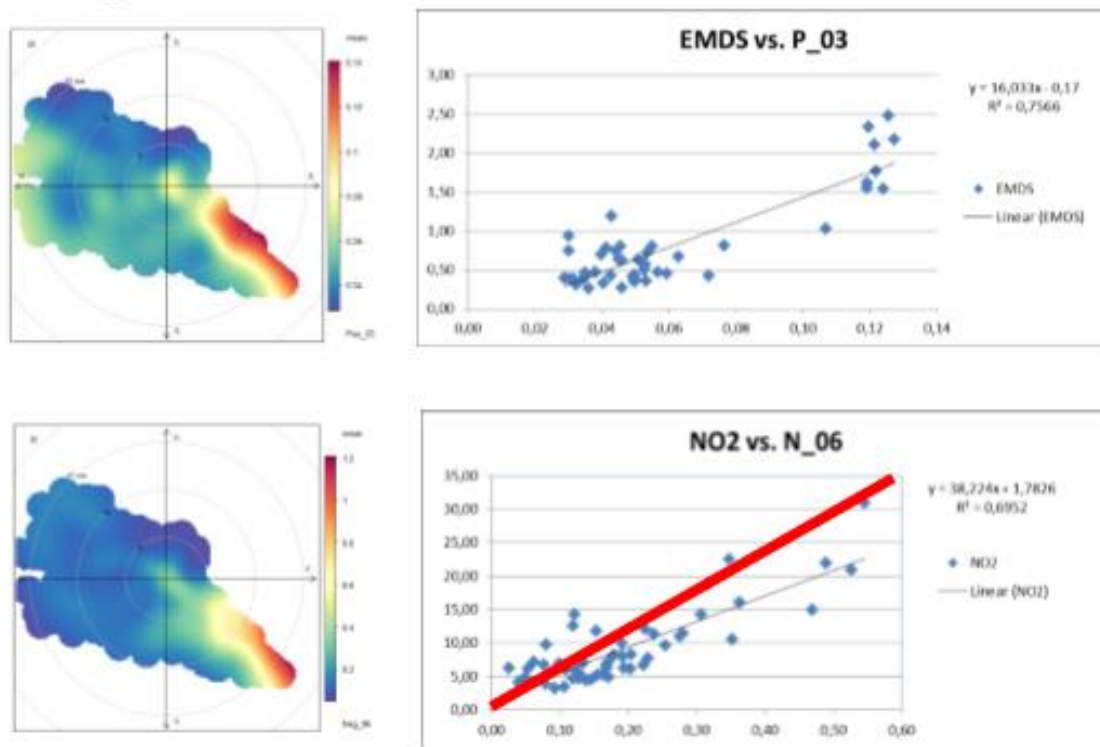 EMDS vs. P_03
3,00
2,50
2,00
1,50
1,00
0,50
0,00
0,00 0,02 0,04 0,06 0,08 0,10 0,12 0,14
y = 16,033x - 0,17
R² = 0,7566
EMDS
Linear (EMDS)
mean
NO2 vs. N_06
35,00
30,00
25,00
20,00
15,00
10,00
5,00
0,00
0,00 0,10 0,20 0,30 0,40 0,50 0,60
y = 38,224x + 1,7826
R² = 0,6952
NO2
Linear (NO2)
mean